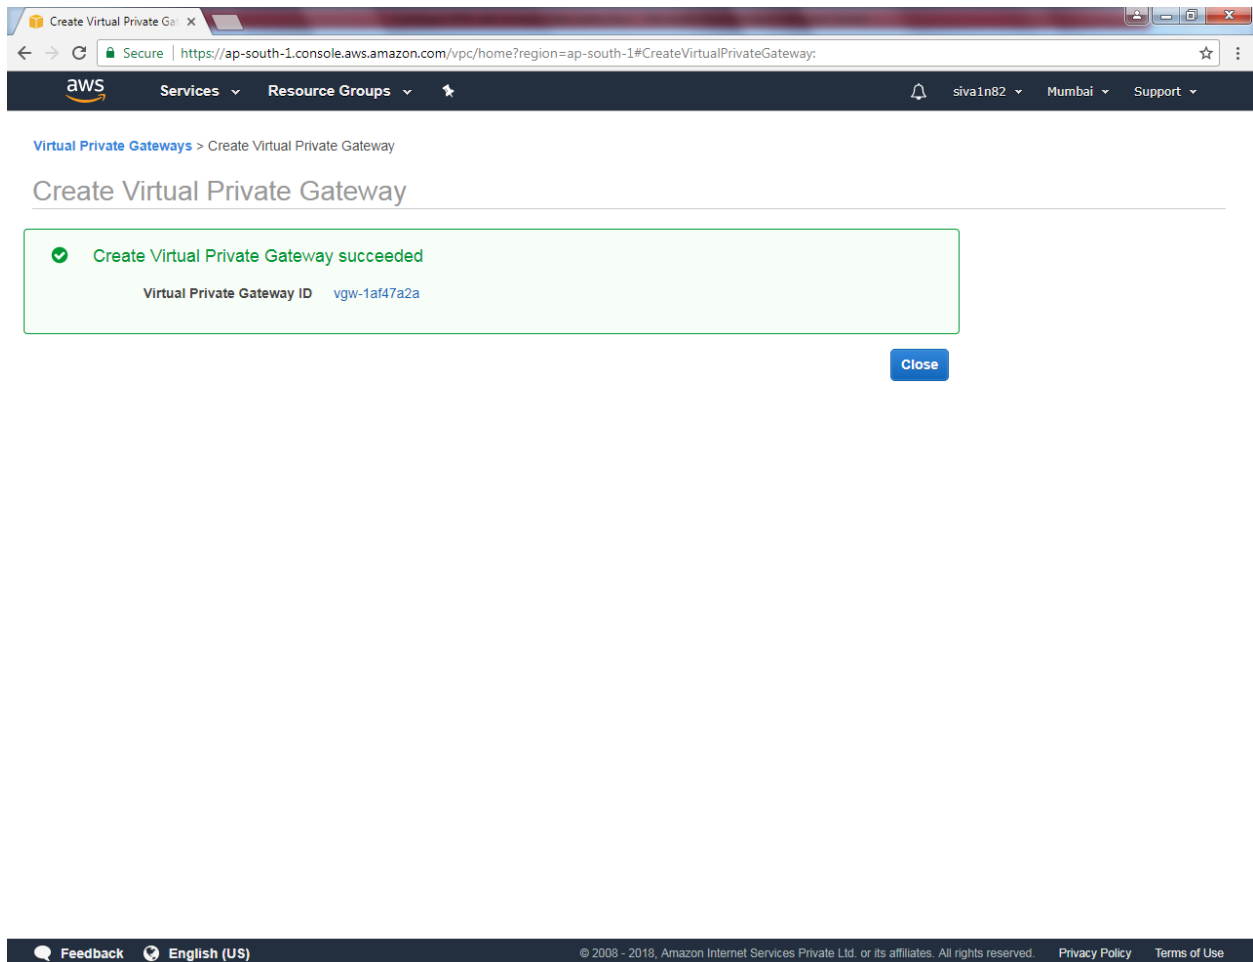 Create Virtual Private Gat
Secure | https://ap-south-1.console.aws.amazon.com/vpc/home?region=ap-south-1#CreateVirtualPrivateGateway:
aws Services Resource Groups siva1n82 Mumbai Support
Virtual Private Gateways > Create Virtual Private Gateway
Create Virtual Private Gateway
Create Virtual Private Gateway succeeded
Virtual Private Gateway ID vgw-1af47a2a
Close
Feedback English (US) © 2008 - 2018, Amazon Internet Services Private Ltd. or its affiliates. All rights reserved. Privacy Policy Terms of Use